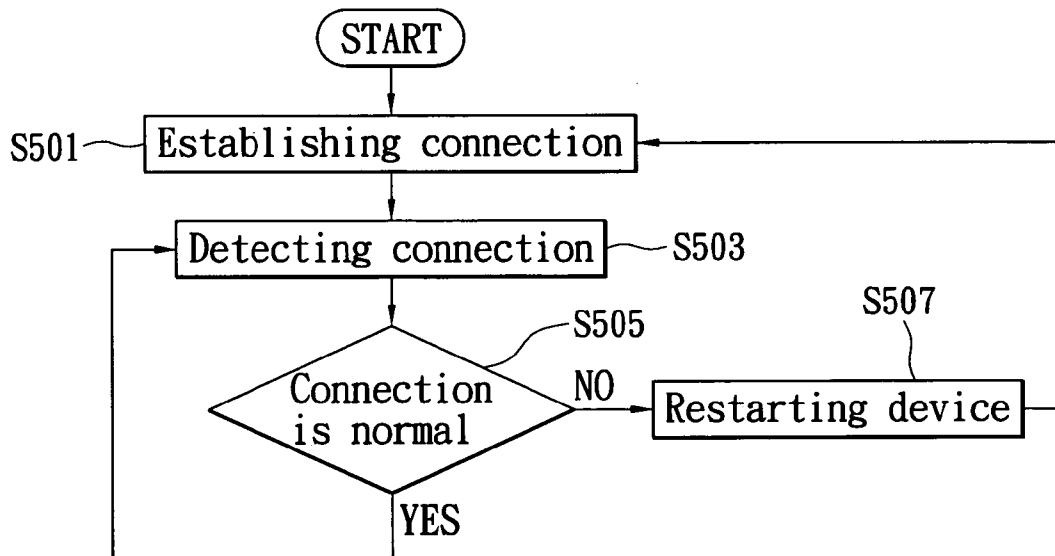 START
S501
Establishing connection
Detecting connection
S503
S505
S507
Connection
is normal
NO
Restarting device
YES